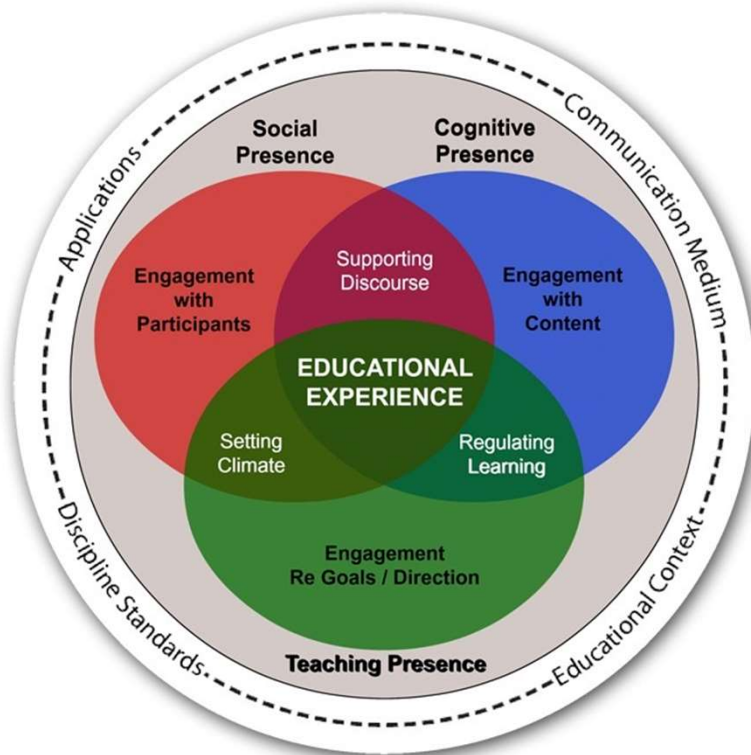 Applications
Communication Medium
Social
Presence
Cognitive
Presence
Engagement
with
Participants
Supporting
Discourse
Engagement
with
Content
EDUCATIONAL
EXPERIENCE
Setting
Climate
Regulating
Learning
Engagement
Re Goals / Direction
Teaching Presence
Discipline Standards
Educational Context